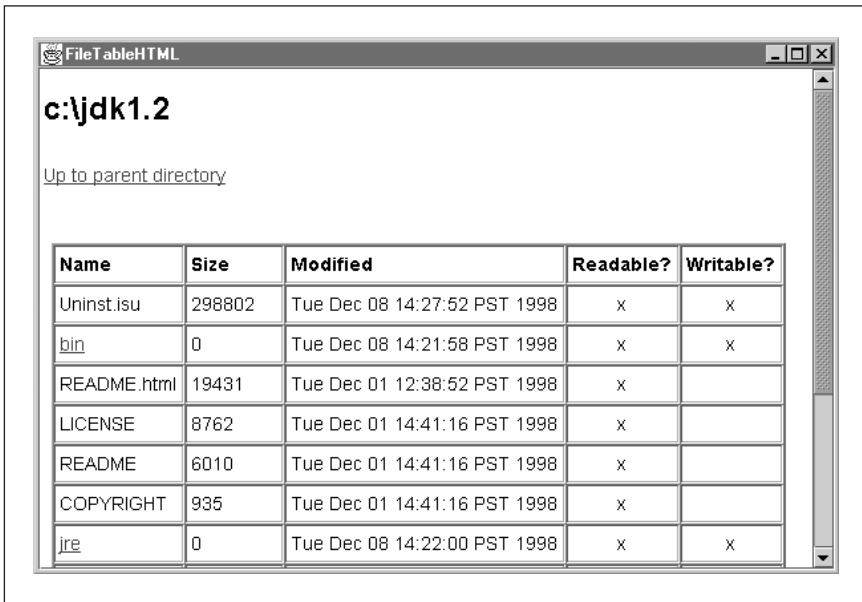 FileTableHTML
c:\jdk1.2
Up to parent directory
Name Size Modified Readable? Writable?
Uninst.isu 298802 Tue Dec 08 14:27:52 PST 1998 x x
bin 0 Tue Dec 08 14:21:58 PST 1998 x x
README.html 19431 Tue Dec 01 12:38:52 PST 1998 x
LICENSE 8762 Tue Dec 01 14:41:16 PST 1998 x
README 6010 Tue Dec 01 14:41:16 PST 1998 x
COPYRIGHT 935 Tue Dec 01 14:41:16 PST 1998 x
jre 0 Tue Dec 08 14:22:00 PST 1998 x x